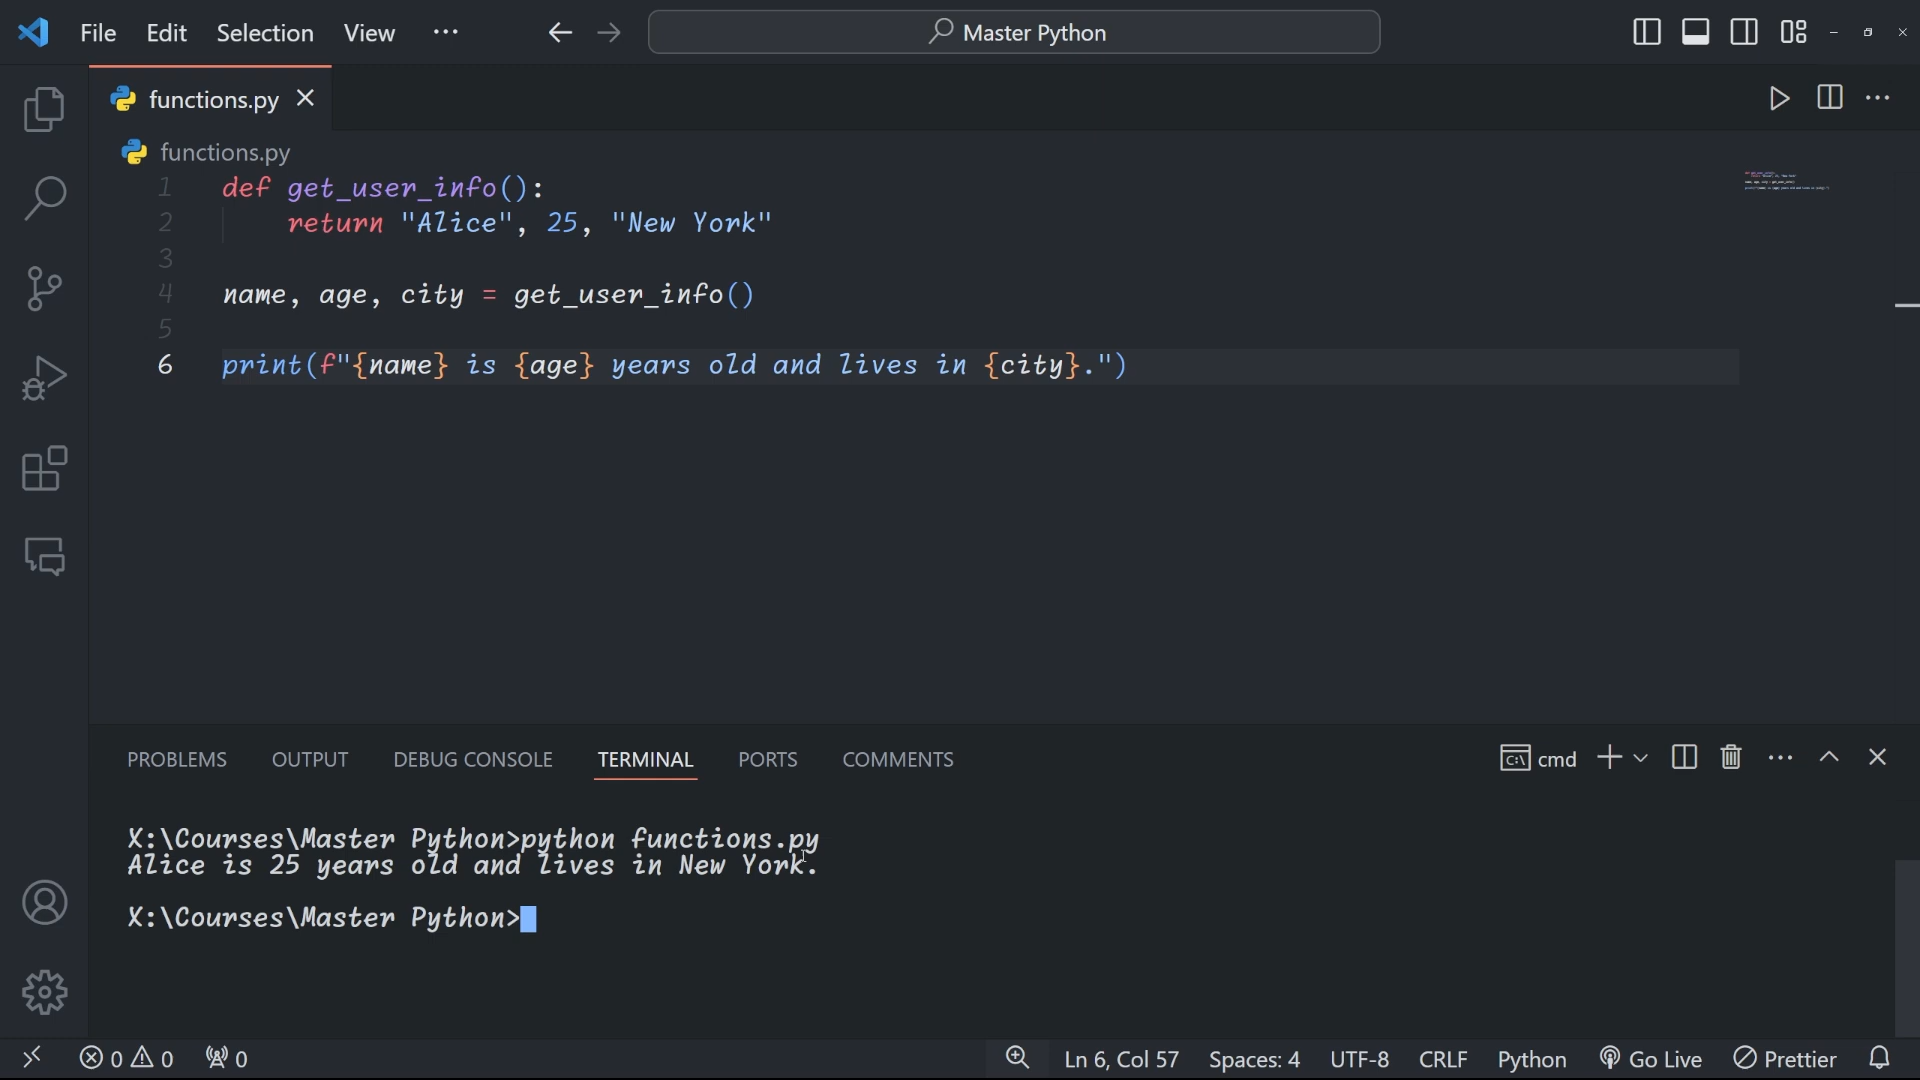 File Edit Selection View ··· Master Python
functions.py
functions.py
1 def get_user_info():
2 return "Alice", 25, "New York"
3
4 name, age, city = get_user_info()
5
6 print(f"{name} is {age} years old and lives in {city}.")
PROBLEMS OUTPUT DEBUG CONSOLE TERMINAL PORTS COMMENTS cmd
X:\Courses\Master Python>python functions.py
Alice is 25 years old and lives in New York.
X:\Courses\Master Python>
0 0 0 Ln 6, Col 57 Spaces: 4 UTF-8 CRLF Python Go Live Prettier